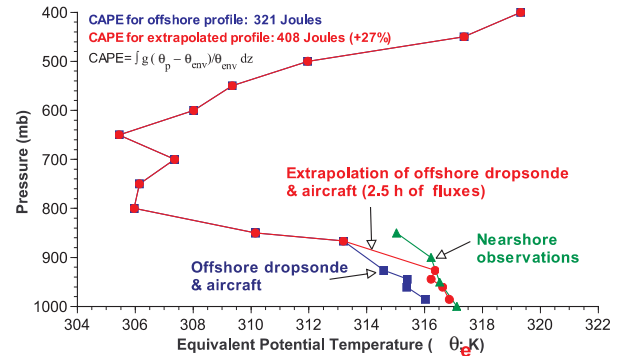 CAPE for offshore profile: 321 Joules
CAPE for extrapolated profile: 408 Joules (+27%)
CAPE= ∫ g ( θp − θenv)/θenv dz
400
500
600
700
800
900
1000
Pressure (mb)
Extrapolation of offshore dropsonde
& aircraft (2.5 h of fluxes)
Nearshore
observations
Offshore dropsonde
& aircraft
304
306
308
310
312
314
316
318
320
322
Equivalent Potential Temperature ( θe;K)